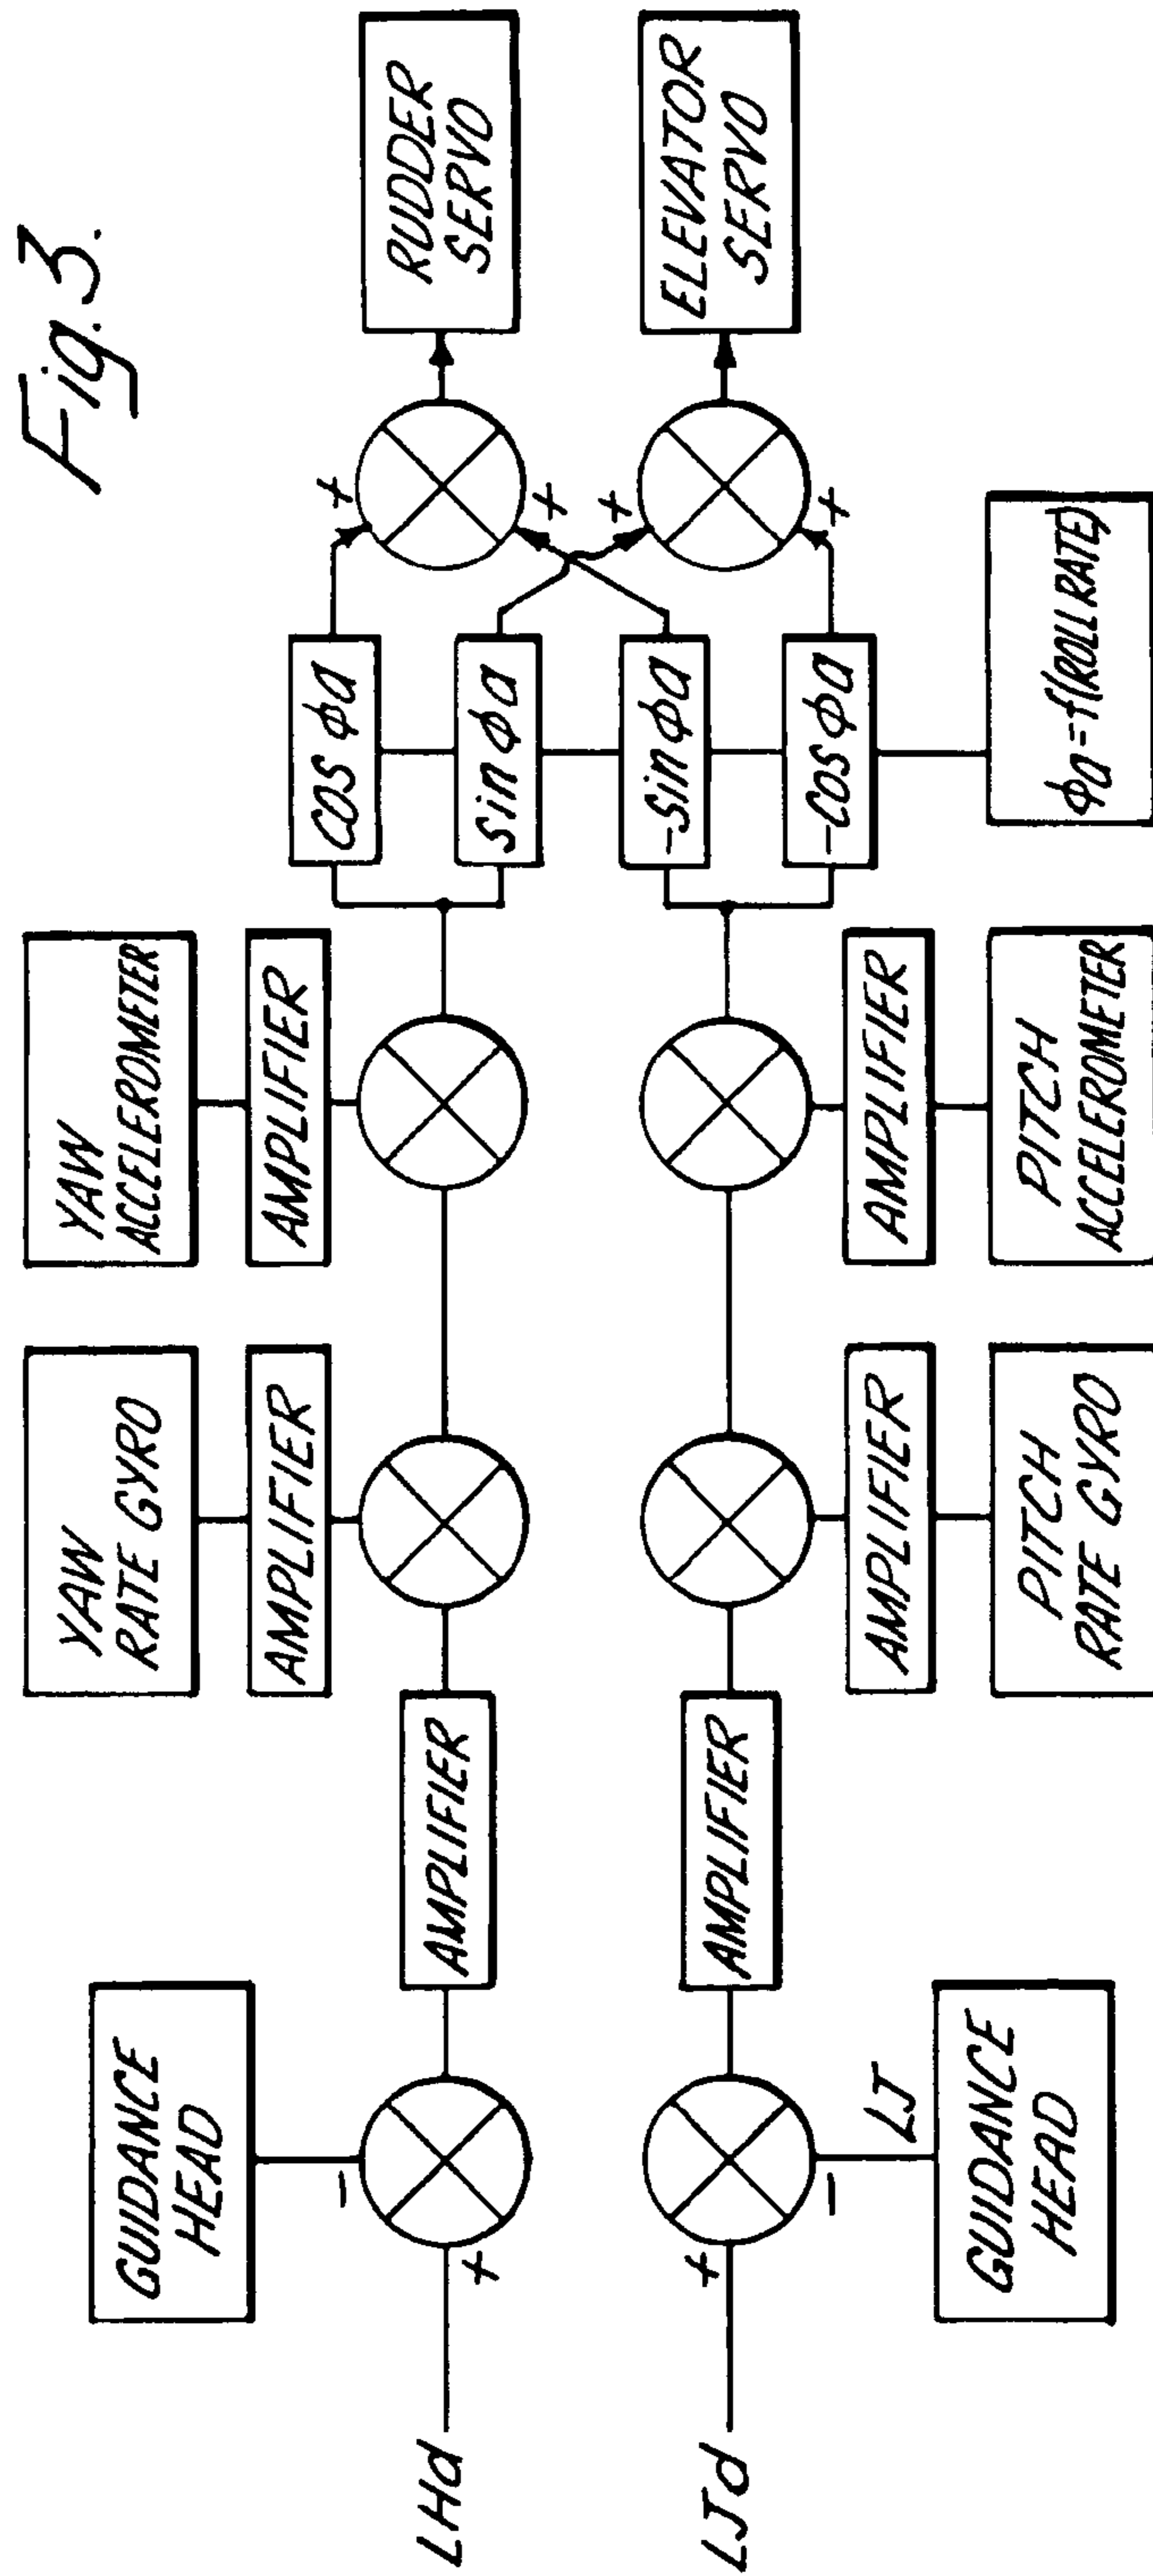 Fig. 3.
YAW
RATE GYRO
YAW
ACCELEROMETER
GUIDANCE
HEAD
AMPLIFIER
AMPLIFIER
COS ϕa
RUDDER
SERVO
-
LHd
+
AMPLIFIER
+
sin ϕa
+
LJd
+
AMPLIFIER
+
-sin ϕa
ELEVATOR
SERVO
-
LJ
+
-COS ϕa
GUIDANCE
HEAD
AMPLIFIER
AMPLIFIER
PITCH
RATE GYRO
PITCH
ACCELEROMETER
ϕa = f(ROLL RATE)